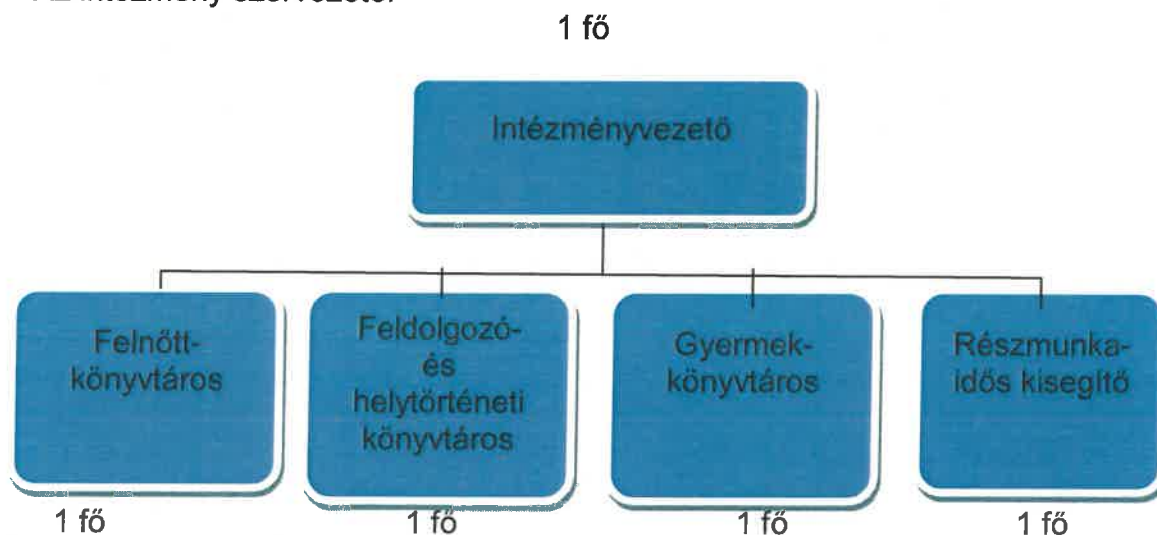 1 fő
Intézményvezető
Felnőtt-
könyvtáros
Feldolgozó-
és
helytörténeti
könyvtáros
Gyermek-
könyvtáros
Részmunka-
idős kisegítő
1 fő
1 fő
1 fő
1 fő